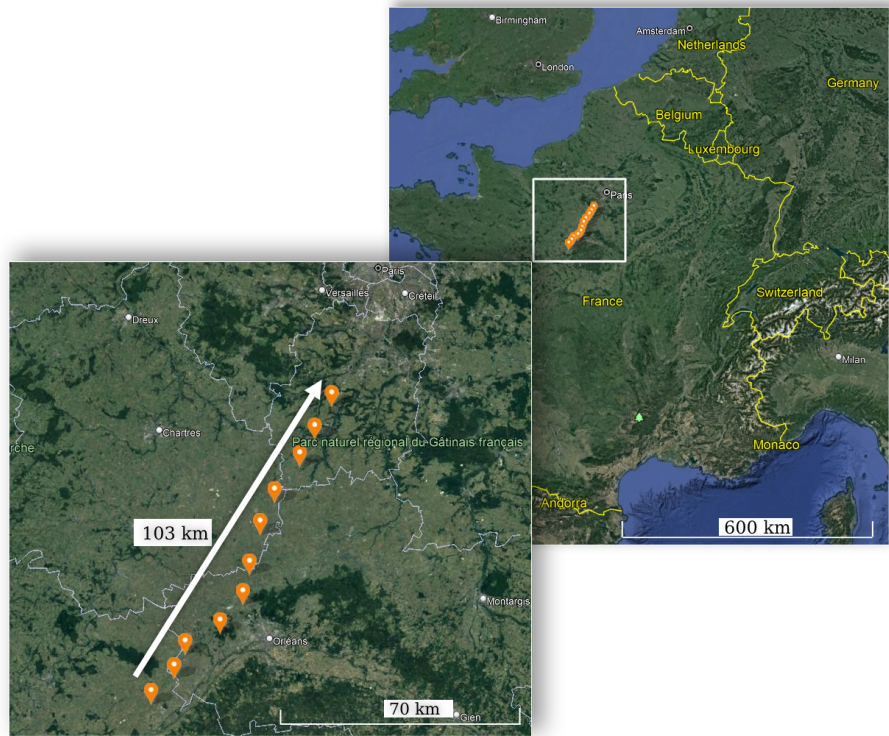 Birmingham
Amsterdam
Netherlands
London
Germany
Belgium
Luxembourg
Paris
France
Switzerland
Milan
Monaco
Andorra
600 km
Paris
Versailles
Créteil
Dreux
Chartres
rche
Parc naturel régional du Gâtinais français
103 km
Montargis
Orléans
70 km
Gien